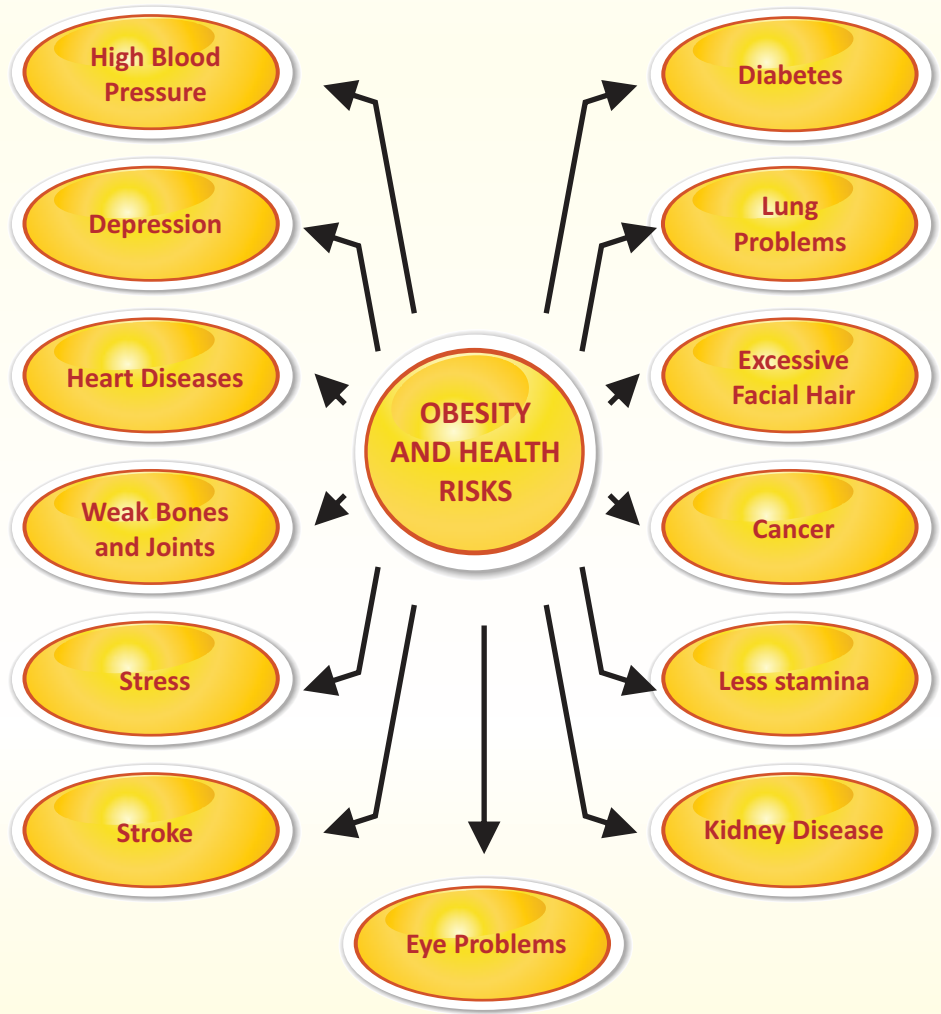 High Blood
Pressure
Diabetes
Depression
Lung
Problems
Heart Diseases
Excessive
Facial Hair
OBESITY
AND HEALTH
RISKS
Weak Bones
and Joints
Cancer
Stress
Less stamina
Stroke
Kidney Disease
Eye Problems